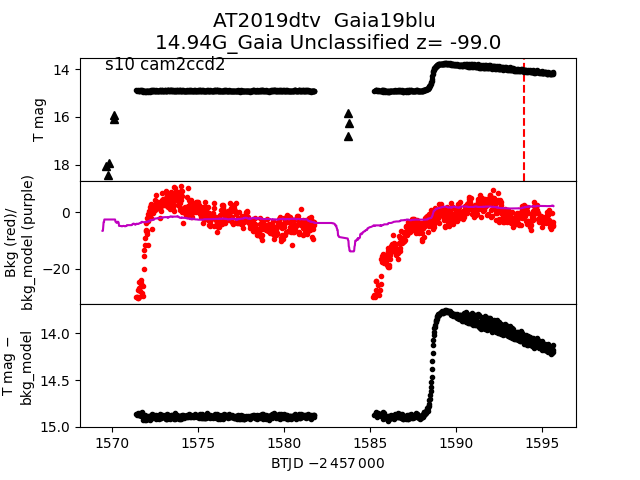 AT2019dtv  Gaia19blu
14.94G_Gaia Unclassified z= -99.0
s10 cam2ccd2
14
16
18
T mag
0
−20
Bkg (red)/
bkg_model (purple)
14.0
14.5
15.0
T mag −
bkg_model
1570
1575
1580
1585
1590
1595
BTJD −2 457 000